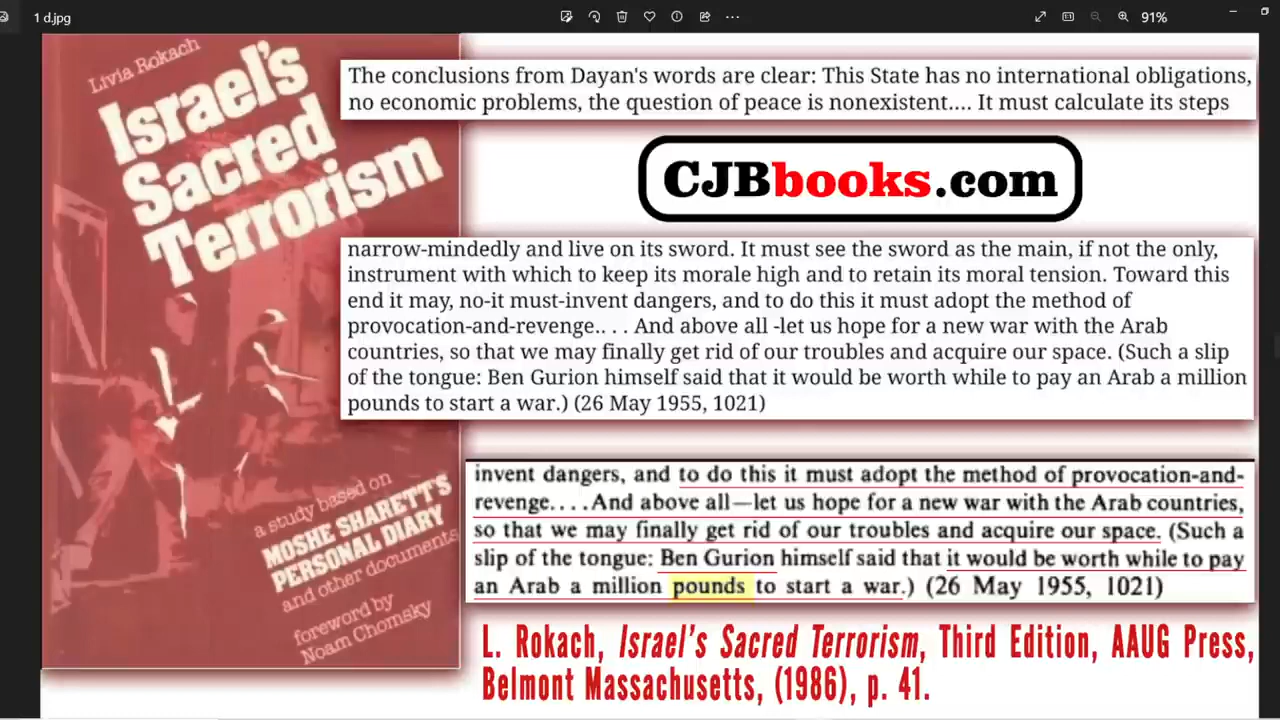 1 d.jpg
91%
Livia Rokach
Israel's
Sacred
Terrorism
a study based on
MOSHE SHARETT'S
PERSONAL DIARY
and other documents
foreword by
Noam Chomsky
The conclusions from Dayan's words are clear: This State has no international obligations,
no economic problems, the question of peace is nonexistent.... It must calculate its steps
CJBbooks.com
narrow-mindedly and live on its sword. It must see the sword as the main, if not the only,
instrument with which to keep its morale high and to retain its moral tension. Toward this
end it may, no-it must-invent dangers, and to do this it must adopt the method of
provocation-and-revenge.. . . And above all -let us hope for a new war with the Arab
countries, so that we may finally get rid of our troubles and acquire our space. (Such a slip
of the tongue: Ben Gurion himself said that it would be worth while to pay an Arab a million
pounds to start a war.) (26 May 1955, 1021)
invent dangers, and to do this it must adopt the method of provocation-and-
revenge....And above all—let us hope for a new war with the Arab countries,
so that we may finally get rid of our troubles and acquire our space. (Such a
slip of the tongue: Ben Gurion himself said that it would be worth while to pay
an Arab a million pounds to start a war.) (26 May 1955, 1021)
L. Rokach, Israel's Sacred Terrorism, Third Edition, AAUG Press,
Belmont Massachusetts, (1986), p. 41.